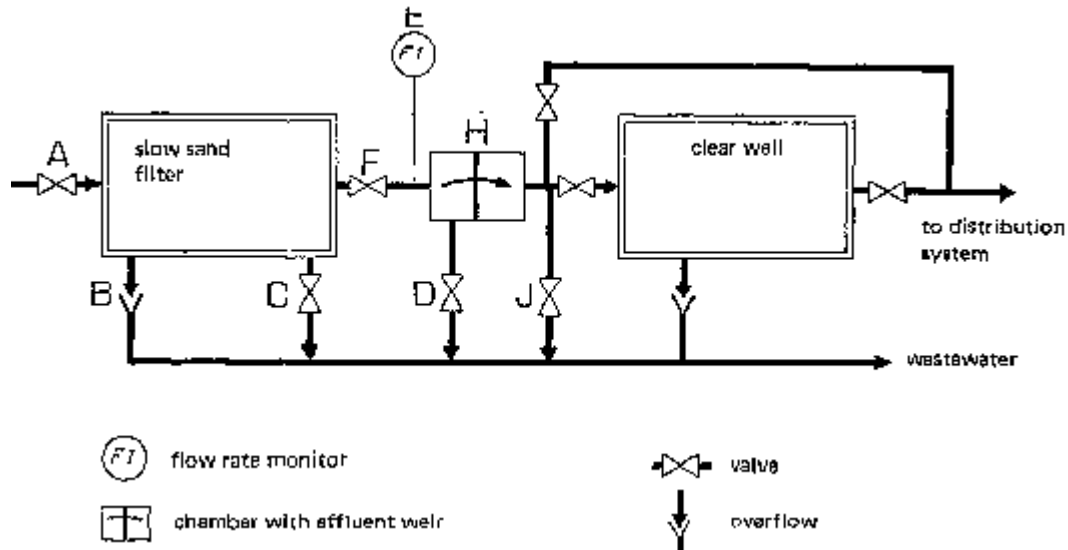 E
FI
A
slow sand
filter
F
H
clear well
to distribution
system
B
C
D
J
wastewater
FI flow rate monitor
valve
chamber with effluent weir
overflow